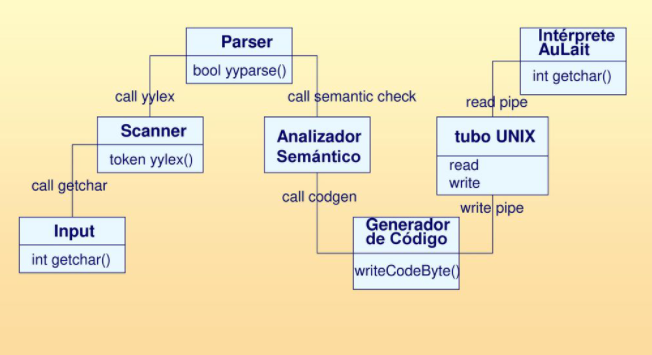 Parser
bool yyparse()
Intérprete
AuLait
int getchar()
call yylex
call semantic check
read pipe
Scanner
token yylex()
Analizador
Semántico
tubo UNIX
read
write
call getchar
call codgen
write pipe
Input
int getchar()
Generador
de Código
writeCodeByte()